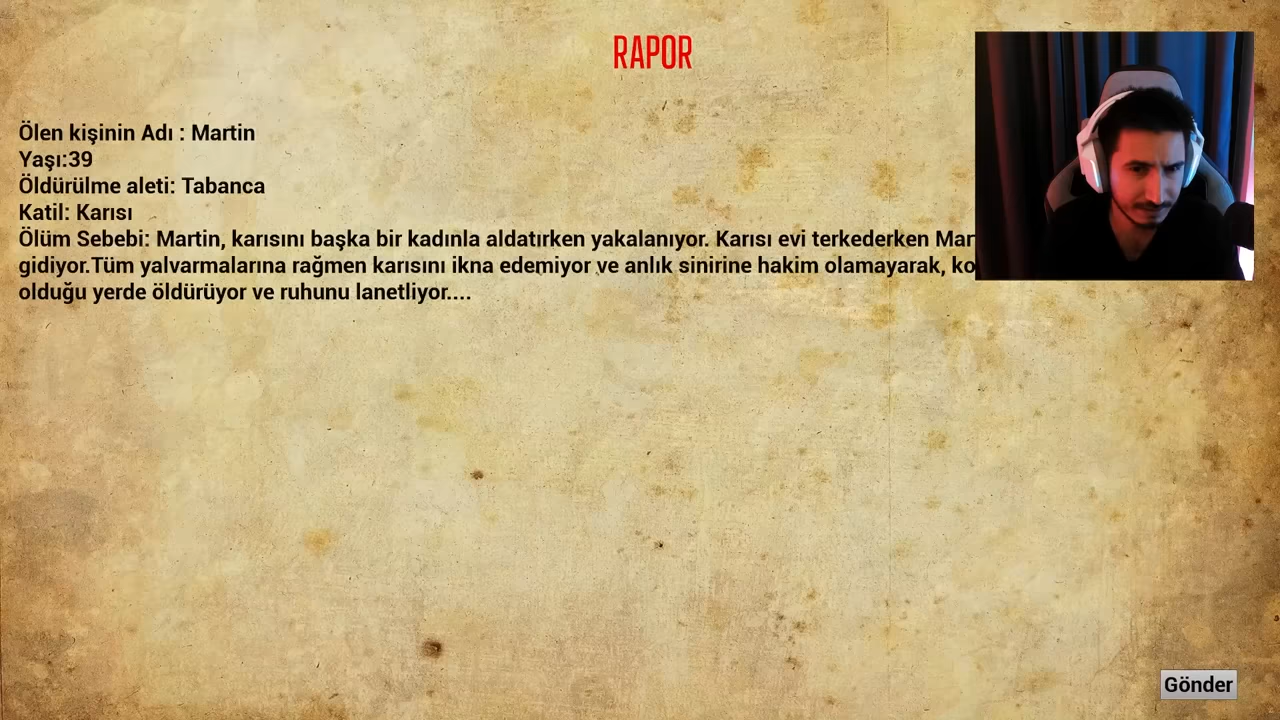 RAPOR
Ölen kişinin Adı : Martin
Yaşı:39
Öldürülme aleti: Tabanca
Katil: Karısı
Ölüm Sebebi: Martin, karısını başka bir kadınla aldatırken yakalanıyor. Karısı evi terkederken
gidiyor.Tüm yalvarmalarına rağmen karısını ikna edemiyor ve anlık sinirine hakim olamayarak,
olduğu yerde öldürüyor ve ruhunu lanetliyor....
Gönder